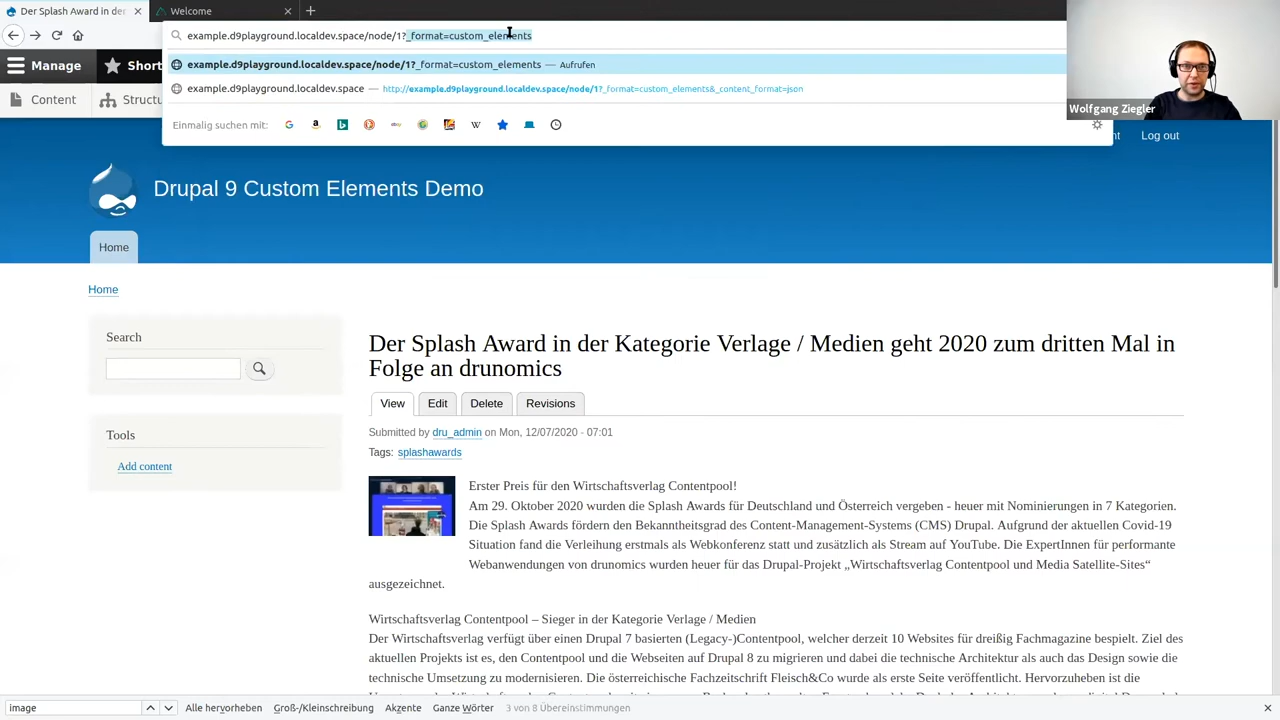 Der Splash Award in der
Welcome
example.d9playground.localdev.space/node/1?_format=custom_elements
example.d9playground.localdev.space/node/1?_format=custom_elements — Aufrufen
example.d9playground.localdev.space — http://example.d9playground.localdev.space/node/1?_format=custom_elements&_content_format=json
Einmalig suchen mit:
Wolfgang Ziegler
Manage
Short
Content
Structu
nt
Log out
Drupal 9 Custom Elements Demo
Home
Home
Search
Tools
Add content
Der Splash Award in der Kategorie Verlage / Medien geht 2020 zum dritten Mal in
Folge an drunomics
View
Edit
Delete
Revisions
Submitted by dru_admin on Mon, 12/07/2020 - 07:01
Tags: splashawards
Erster Preis für den Wirtschaftsverlag Contentpool!
Am 29. Oktober 2020 wurden die Splash Awards für Deutschland und Österreich vergeben - heuer mit Nominierungen in 7 Kategorien.
Die Splash Awards fördern den Bekanntheitsgrad des Content-Management-Systems (CMS) Drupal. Aufgrund der aktuellen Covid-19
Situation fand die Verleihung erstmals als Webkonferenz statt und zusätzlich als Stream auf YouTube. Die ExpertInnen für performante
Webanwendungen von drunomics wurden heuer für das Drupal-Projekt „Wirtschaftsverlag Contentpool und Media Satellite-Sites“
ausgezeichnet.
Wirtschaftsverlag Contentpool – Sieger in der Kategorie Verlage / Medien
Der Wirtschaftsverlag verfügt über einen Drupal 7 basierten (Legacy-)Contentpool, welcher derzeit 10 Websites für dreißig Fachmagazine bespielt. Ziel des
aktuellen Projekts ist es, den Contentpool und die Webseiten auf Drupal 8 zu migrieren und dabei die technische Architektur als auch das Design sowie die
technische Umsetzung zu modernisieren. Die österreichische Fachzeitschrift Fleisch&Co wurde als erste Seite veröffentlicht. Hervorzuheben ist die
image
Alle hervorheben
Groß-/Kleinschreibung
Akzente
Ganze Wörter
3 von 8 Übereinstimmungen